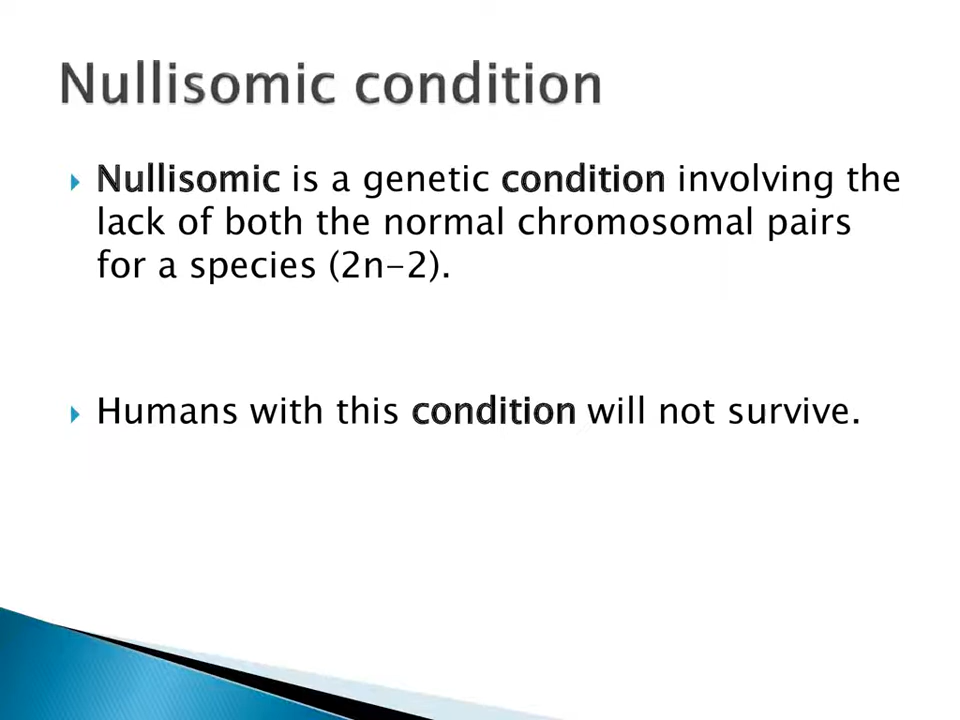 Nullisomic condition
Nullisomic is a genetic condition involving the
lack of both the normal chromosomal pairs
for a species (2n-2).
Humans with this condition will not survive.